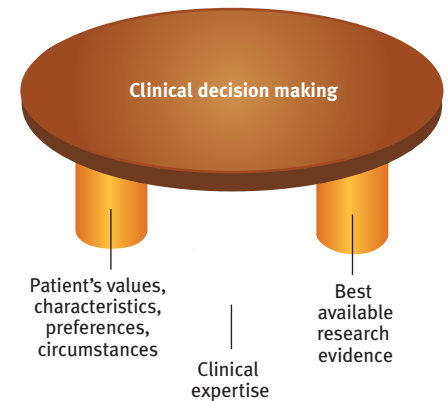 Clinical decision making
Patient’s values,
characteristics,
preferences,
circumstances
Clinical
expertise
Best
available
research
evidence